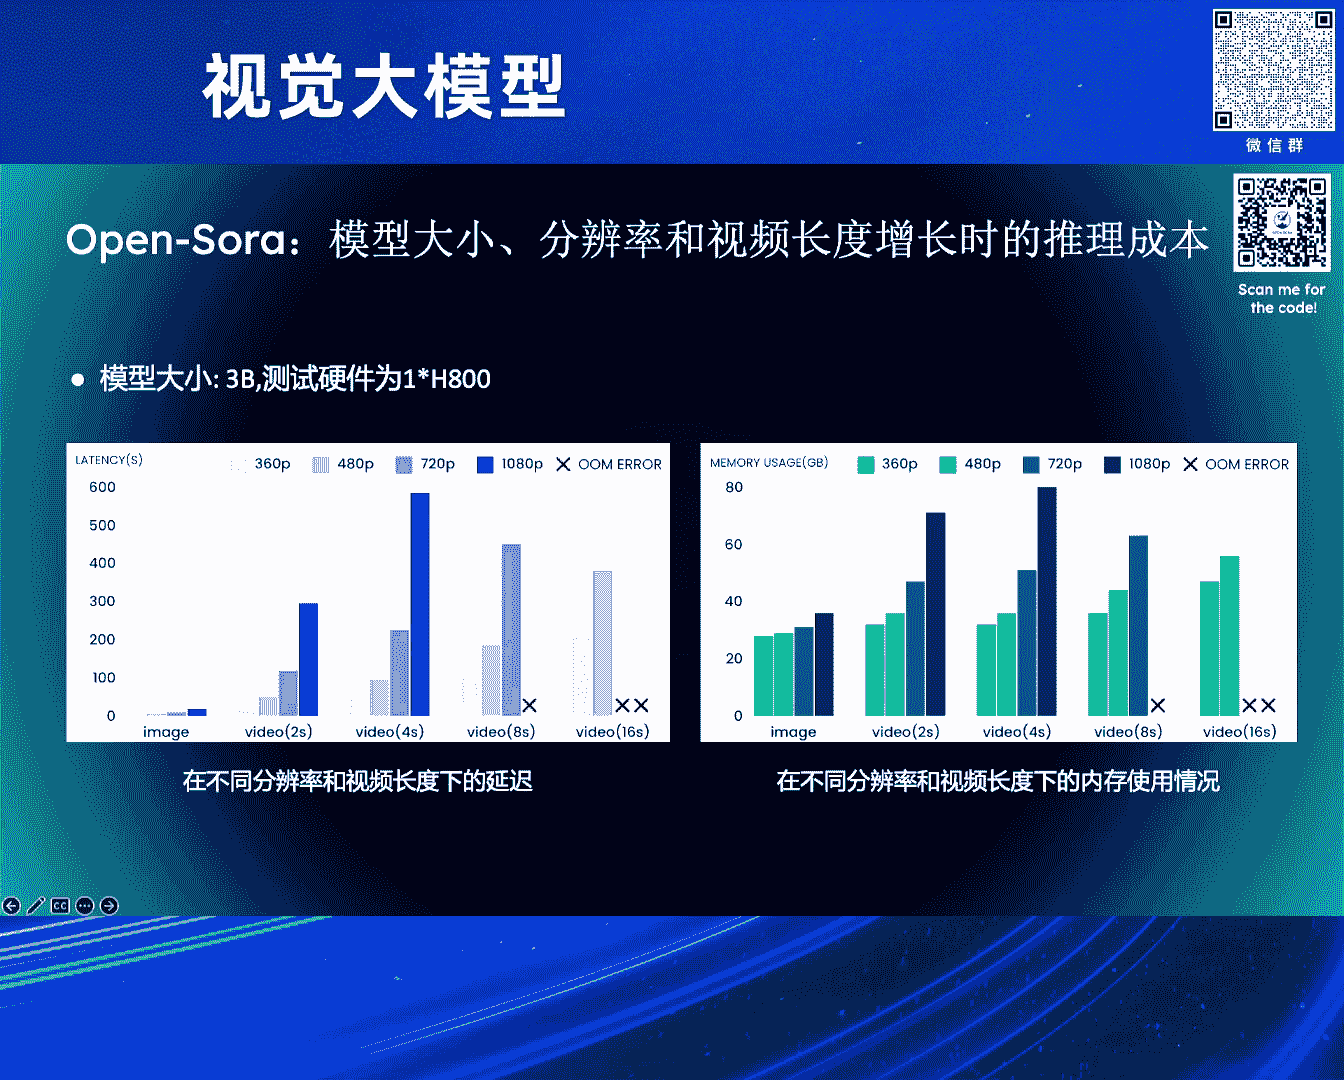 视觉大模型
微信群
Open-Sora：模型大小、分辨率和视频长度增长时的推理成本
Scan me for
the code!
模型大小: 3B,测试硬件为1*H800
LATENCY(S)
360p 480p 720p 1080p OOM ERROR
600
500
400
300
200
100
0
image video(2s) video(4s) video(8s) video(16s)
在不同分辨率和视频长度下的延迟
MEMORY USAGE(GB)
360p 480p 720p 1080p OOM ERROR
80
60
40
20
0
image video(2s) video(4s) video(8s) video(16s)
在不同分辨率和视频长度下的内存使用情况
CC